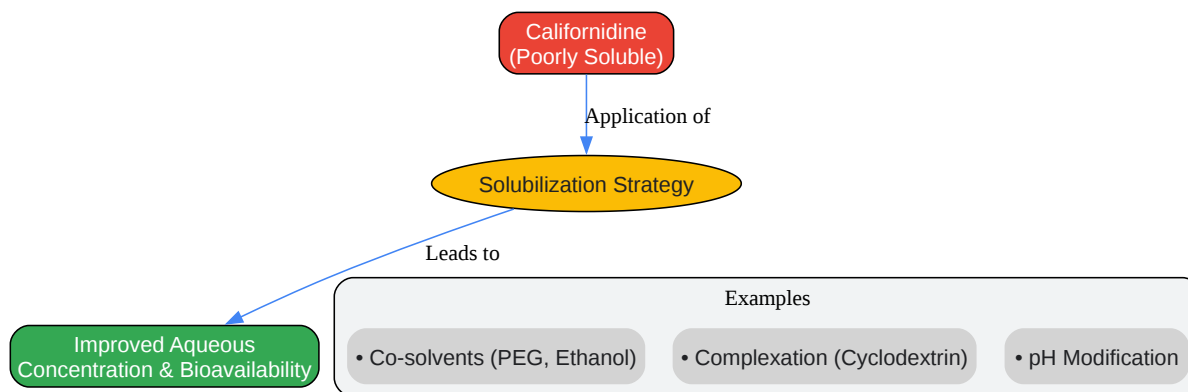 Californidine
(Poorly Soluble)
Application of
Solubilization Strategy
Leads to
Examples
Improved Aqueous
Concentration & Bioavailability
• Co-solvents (PEG, Ethanol)
• Complexation (Cyclodextrin)
• pH Modification